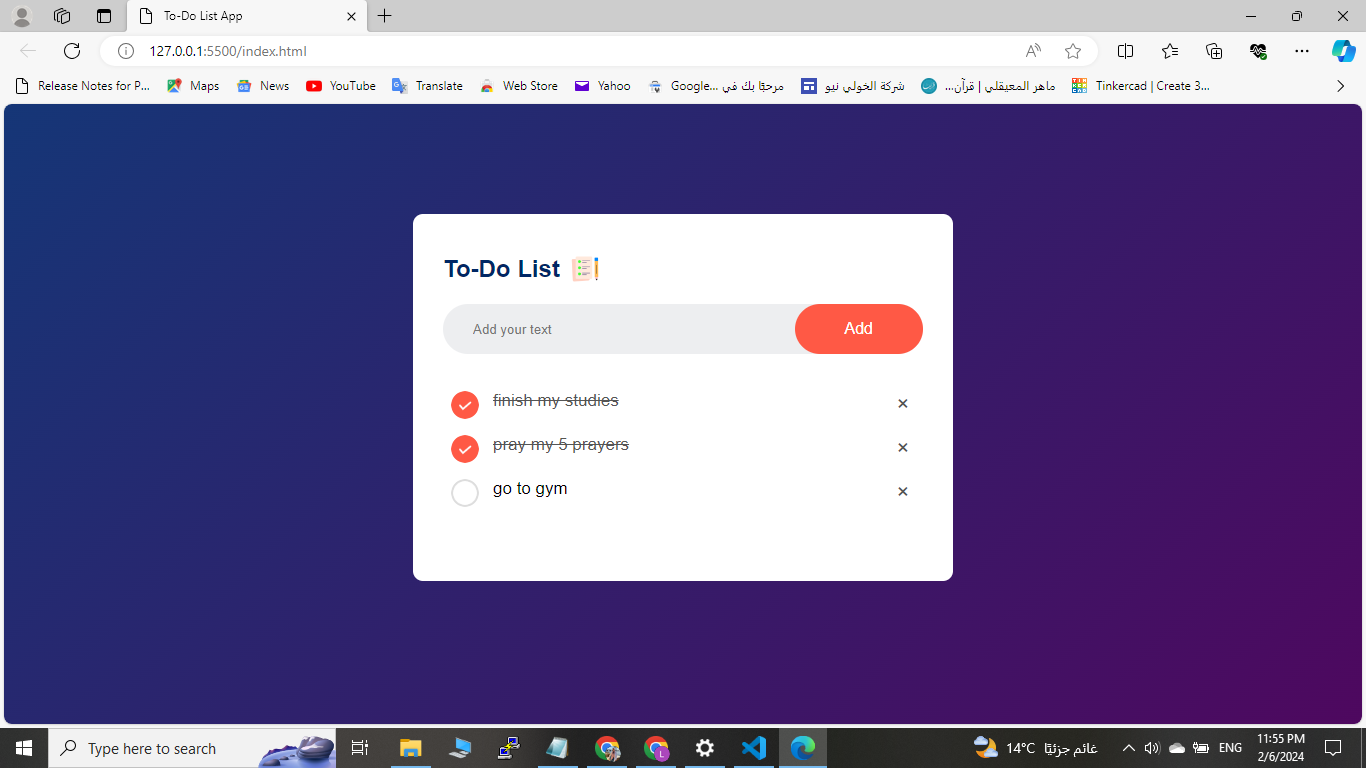 To-Do List App
127.0.0.1:5500/index.html
Release Notes for P...
Maps
News
YouTube
Translate
Web Store
Yahoo
مرحبًا بك في Google...
شركة الخولي نيو
ماهر المعيقلي | قرآن...
Tinkercad | Create 3...
To-Do List
Add your text
Add
finish my studies
pray my 5 prayers
go to gym
Type here to search
14°C
غائم جزئيًا
ENG
11:55 PM
2/6/2024